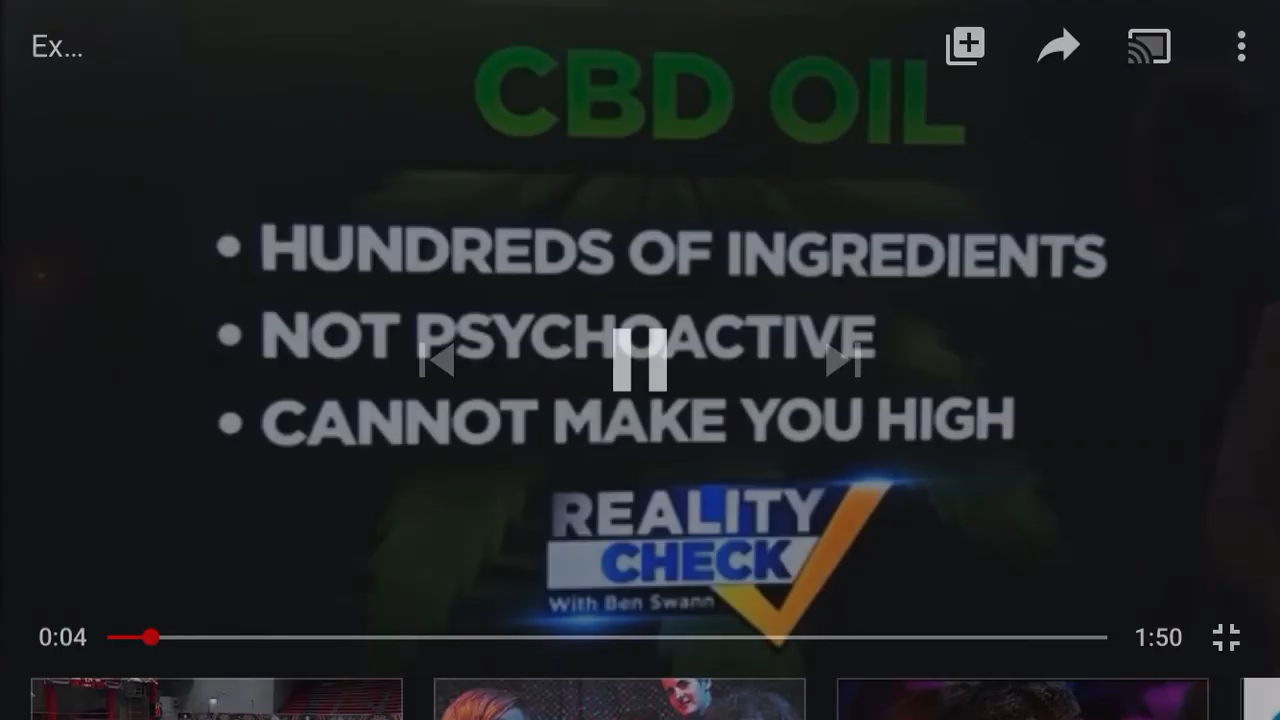 Ex...
CBD OIL
• HUNDREDS OF INGREDIENTS
• NOT PSYCHOACTIVE
• CANNOT MAKE YOU HIGH
REALITY
CHECK
With Ben Swann
0:04
1:50